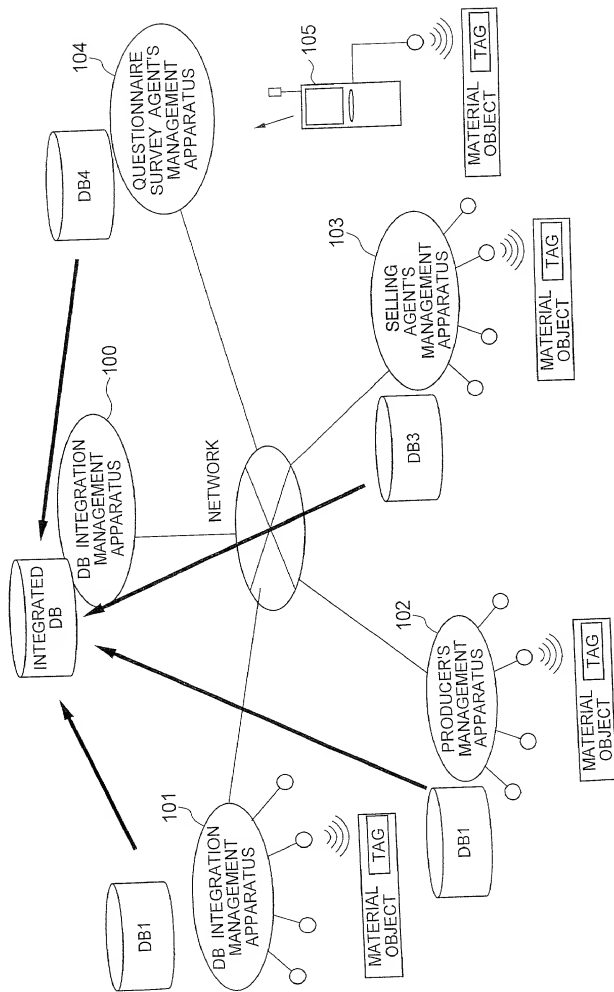 INTEGRATED
DB
DB INTEGRATION
MANAGEMENT
APPARATUS
100
DB4
QUESTIONNAIRE
SURVEY AGENT'S
MANAGEMENT
APPARATUS
104
NETWORK
105
MATERIAL
OBJECT
TAG
DB1
DB INTEGRATION
MANAGEMENT
APPARATUS
101
MATERIAL
OBJECT
TAG
DB1
PRODUCER'S
MANAGEMENT
APPARATUS
102
MATERIAL
OBJECT
TAG
DB3
SELLING
AGENT'S
MANAGEMENT
APPARATUS
103
MATERIAL
OBJECT
TAG